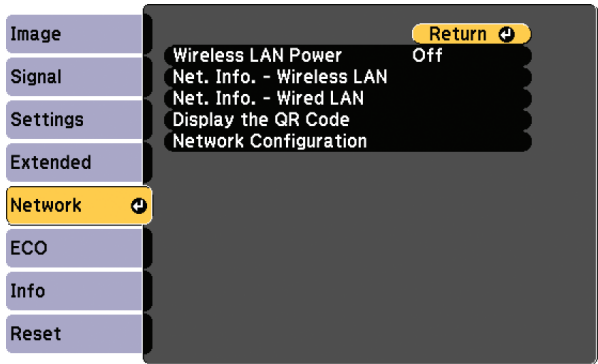 Image
Signal
Settings
Extended
Network
ECO
Info
Reset
Return
Wireless LAN Power Off
Net. Info. - Wireless LAN
Net. Info. - Wired LAN
Display the QR Code
Network Configuration